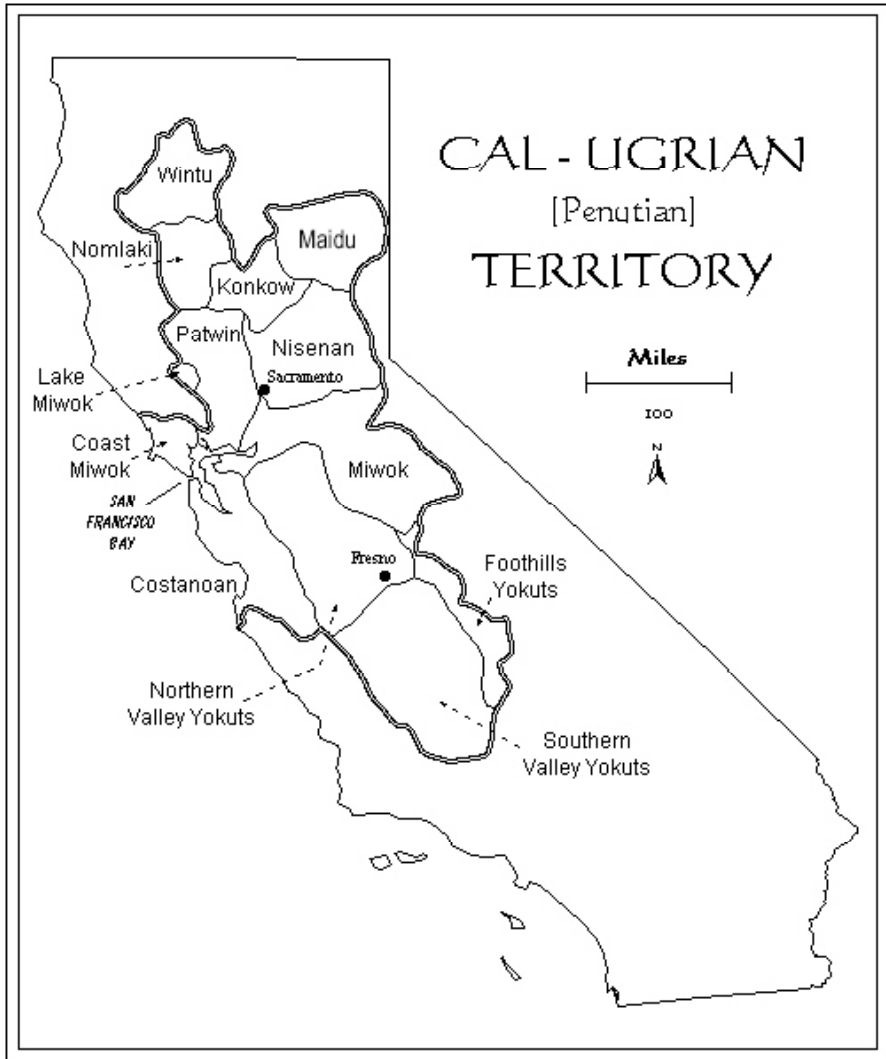 CAL - UGRIAN
[Penutian]
TERRITORY
Wintu
Nomlaki
Maidu
Konkow
Patwin
Nisenan
Sacramento
Lake
Miwok
Coast
Miwok
SAN
FRANCISCO
BAY
Miwok
Miles
100
N
Costanoan
Fresno
Foothills
Yokuts
Northern
Valley Yokuts
Southern
Valley Yokuts